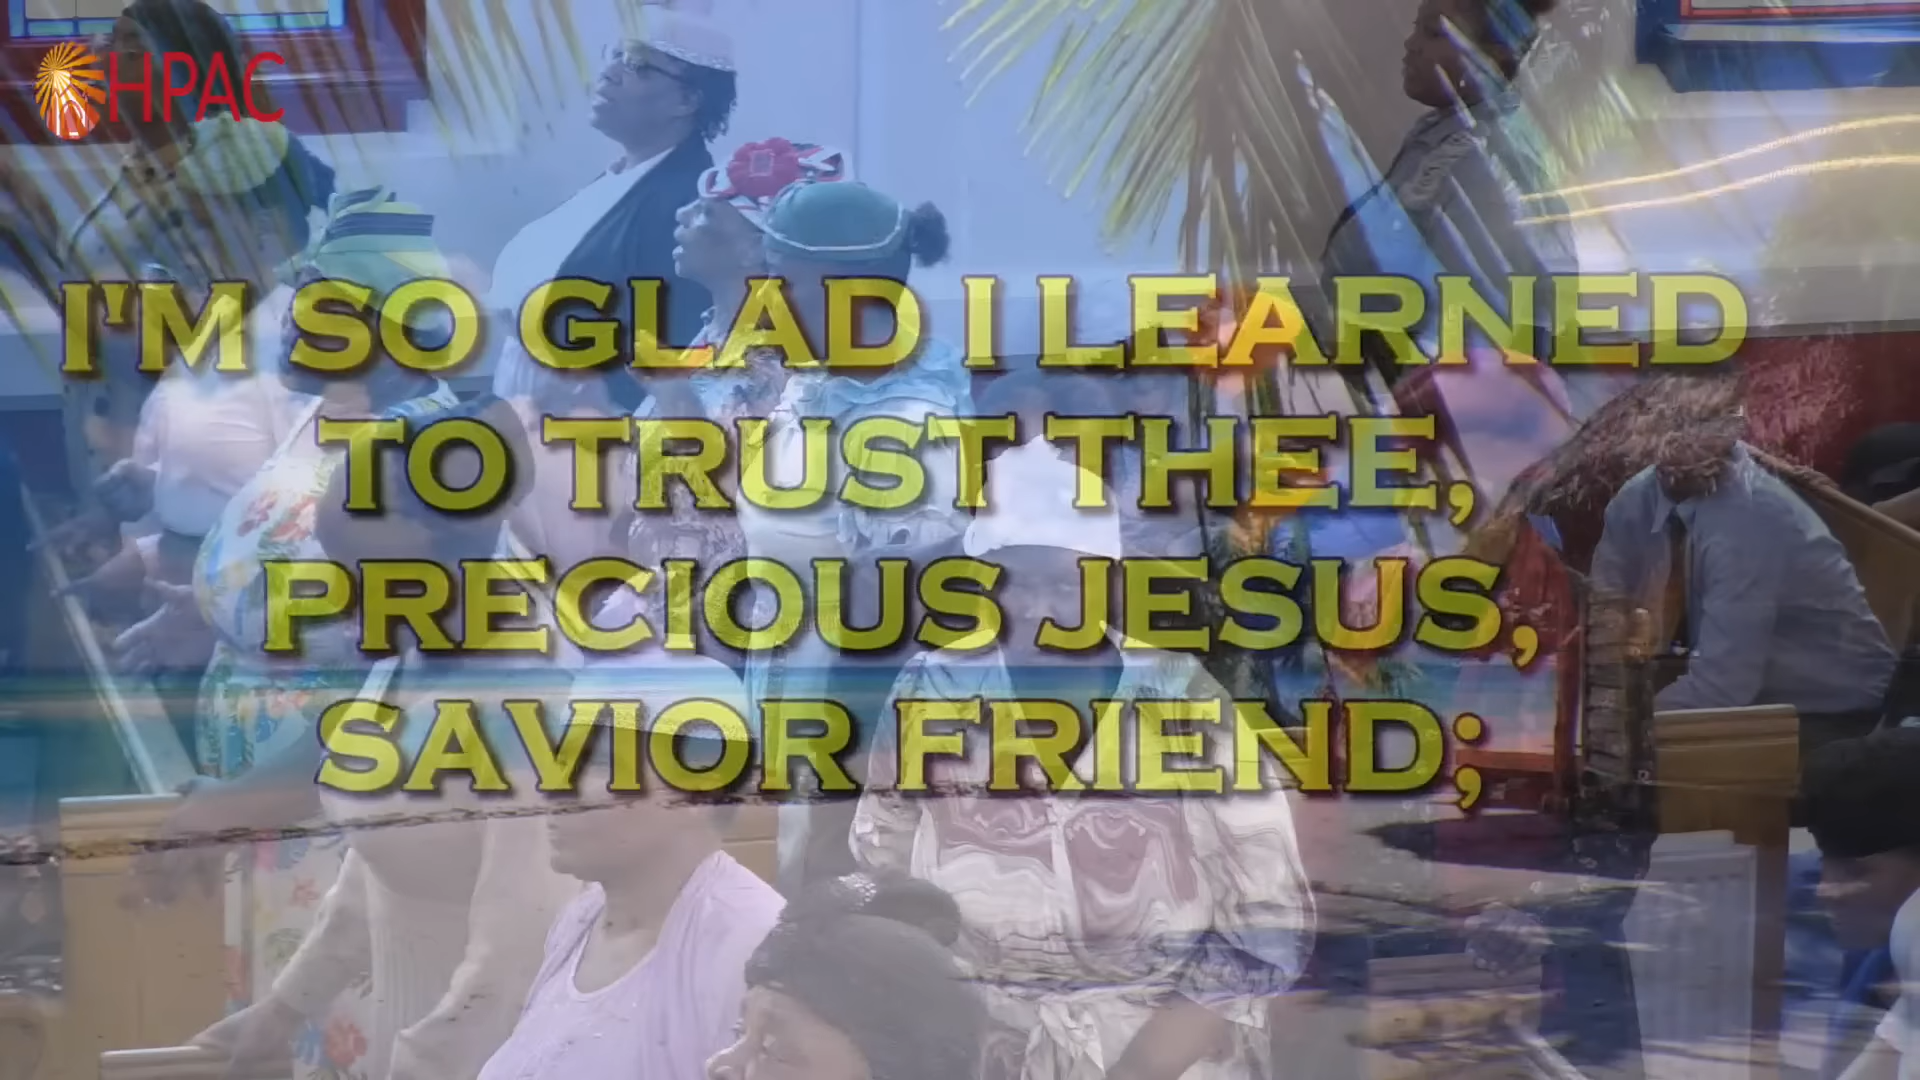 HPAC
I'M SO GLAD I LEARNED
TO TRUST THEE,
PRECIOUS JESUS,
SAVIOR FRIEND;